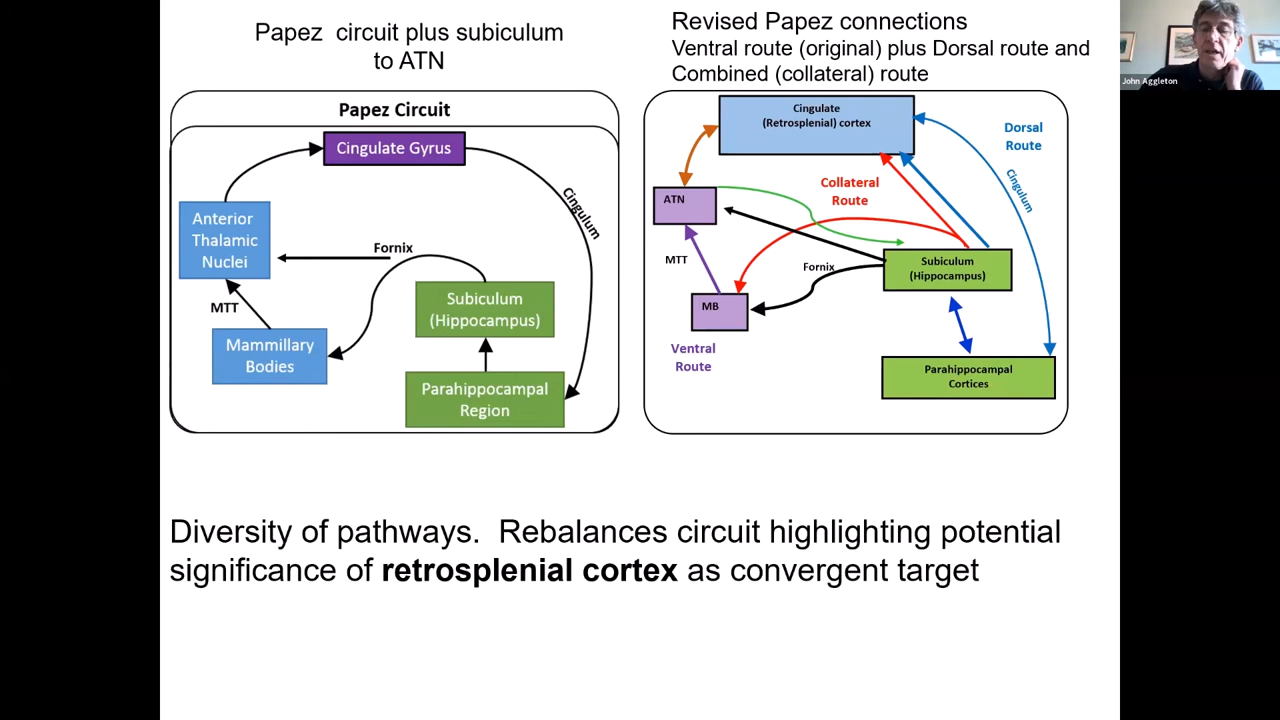 Papez circuit plus subiculum
to ATN
Papez Circuit
Cingulate Gyrus
Cingulum
Anterior
Thalamic
Nuclei
Fornix
MTT
Subiculum
(Hippocampus)
Mammillary
Bodies
Parahippocampal
Region
Revised Papez connections
Ventral route (original) plus Dorsal route and
Combined (collateral) route
Cingulate
(Retrosplenial) cortex
Dorsal
Route
Cingulum
Collateral
Route
ATN
MTT
Fornix
Subiculum
(Hippocampus)
MB
Ventral
Route
Parahippocampal
Cortices
John Aggleton
Diversity of pathways. Rebalances circuit highlighting potential
significance of retrosplenial cortex as convergent target